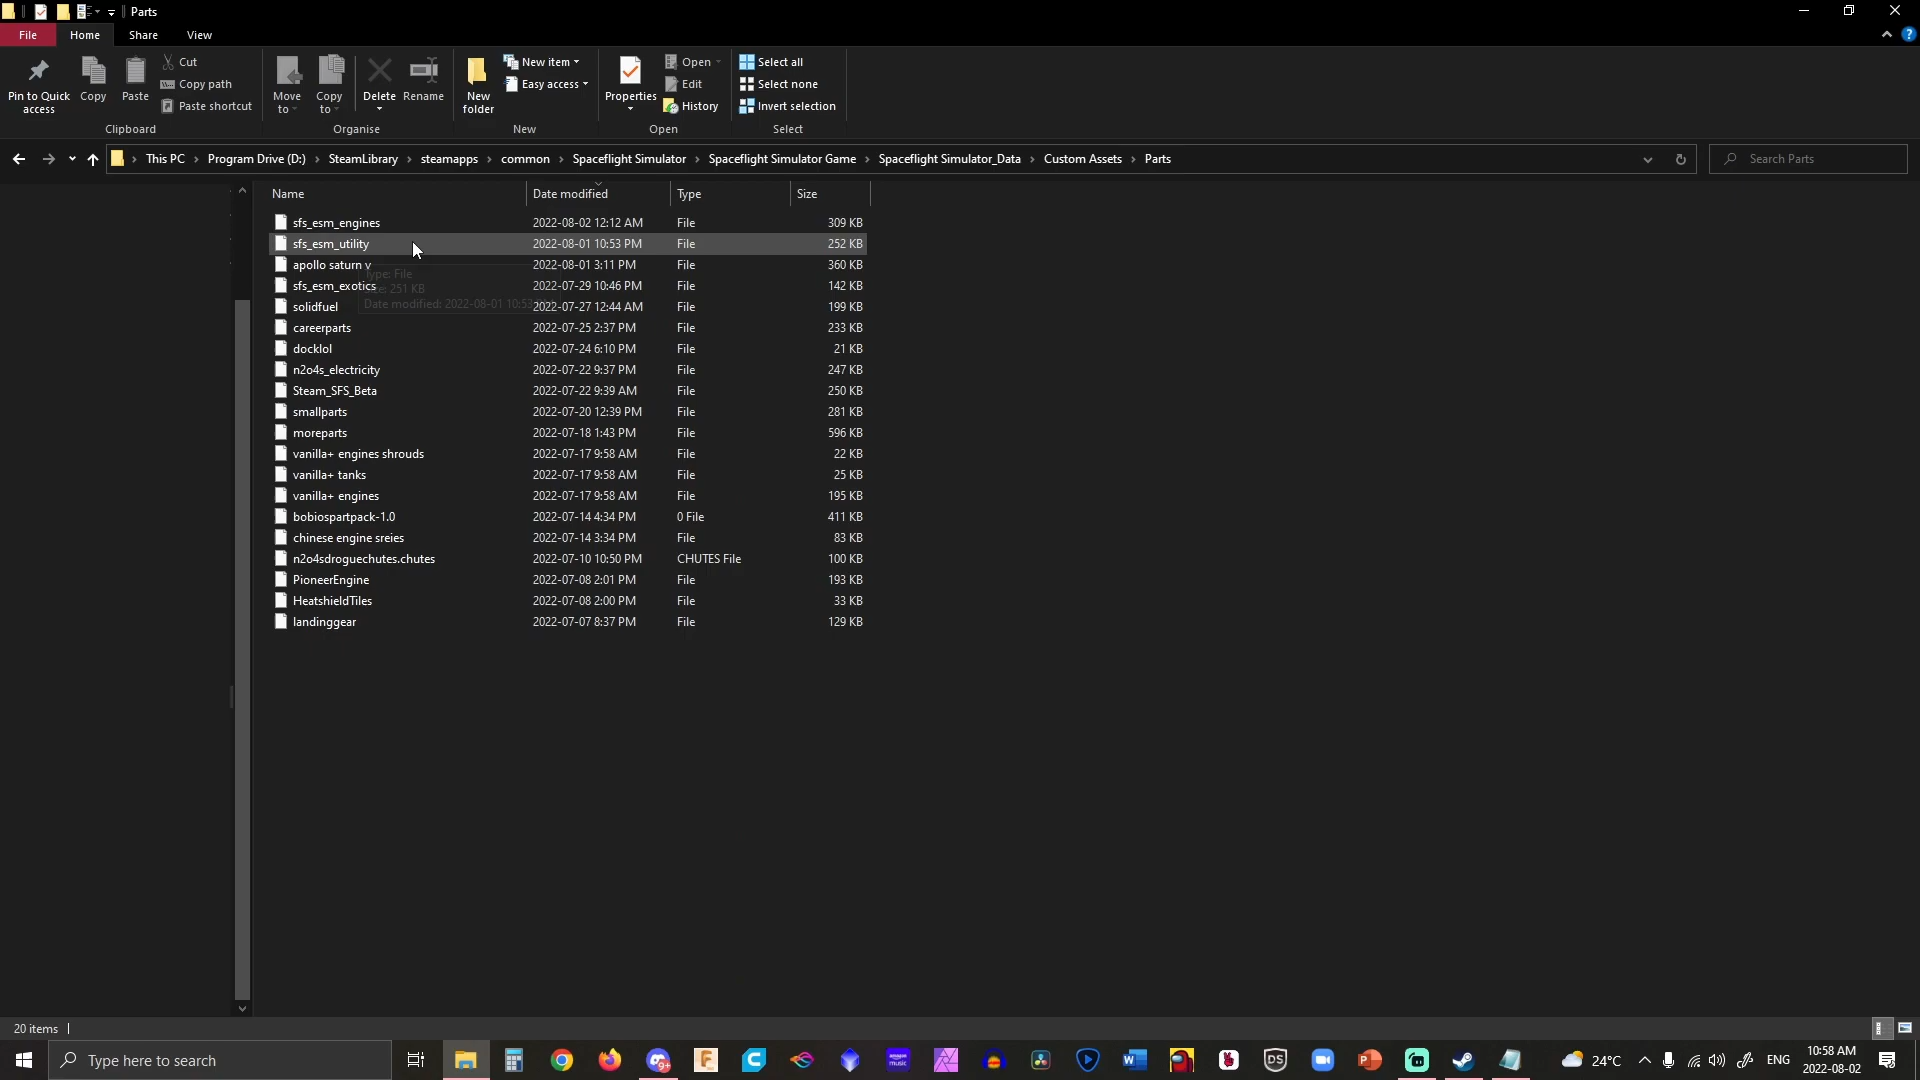 Parts
File Home Share View
Pin to Quick access
Copy
Paste
Cut
Copy path
Paste shortcut
Clipboard
Move to
Copy to
Delete
Rename
Organise
New folder
New item
Easy access
New
Properties
Open
Edit
History
Open
Select all
Select none
Invert selection
Select
This PC > Program Drive (D:) > SteamLibrary > steamapps > common > Spaceflight Simulator > Spaceflight Simulator Game > Spaceflight Simulator_Data > Custom Assets > Parts
Search Parts
Name Date modified Type Size
sfs_esm_engines 2022-08-02 12:12 AM File 309 KB
sfs_esm_utility 2022-08-01 10:53 PM File 252 KB
apollo saturn v 2022-08-01 3:11 PM File 360 KB
Type: File
sfs_esm_exotics 2022-07-29 10:46 PM File 142 KB
Size: 251 KB
Date modified: 2022-08-01 10:53 PM
solidfuel 2022-07-27 12:44 AM File 199 KB
careerparts 2022-07-25 2:37 PM File 233 KB
docklol 2022-07-24 6:10 PM File 21 KB
n2o4s_electricity 2022-07-22 9:37 PM File 247 KB
Steam_SFS_Beta 2022-07-22 9:39 AM File 250 KB
smallparts 2022-07-20 12:39 PM File 281 KB
moreparts 2022-07-18 1:43 PM File 596 KB
vanilla+ engines shrouds 2022-07-17 9:58 AM File 22 KB
vanilla+ tanks 2022-07-17 9:58 AM File 25 KB
vanilla+ engines 2022-07-17 9:58 AM File 195 KB
bobiospartpack-1.0 2022-07-14 4:34 PM 0 File 411 KB
chinese engine sreies 2022-07-14 3:34 PM File 83 KB
n2o4sdroguechutes.chutes 2022-07-10 10:50 PM CHUTES File 100 KB
PioneerEngine 2022-07-08 2:01 PM File 193 KB
HeatshieldTiles 2022-07-08 2:00 PM File 33 KB
landinggear 2022-07-07 8:37 PM File 129 KB
20 items
Type here to search
DS
24°C
ENG
10:58 AM
2022-08-02